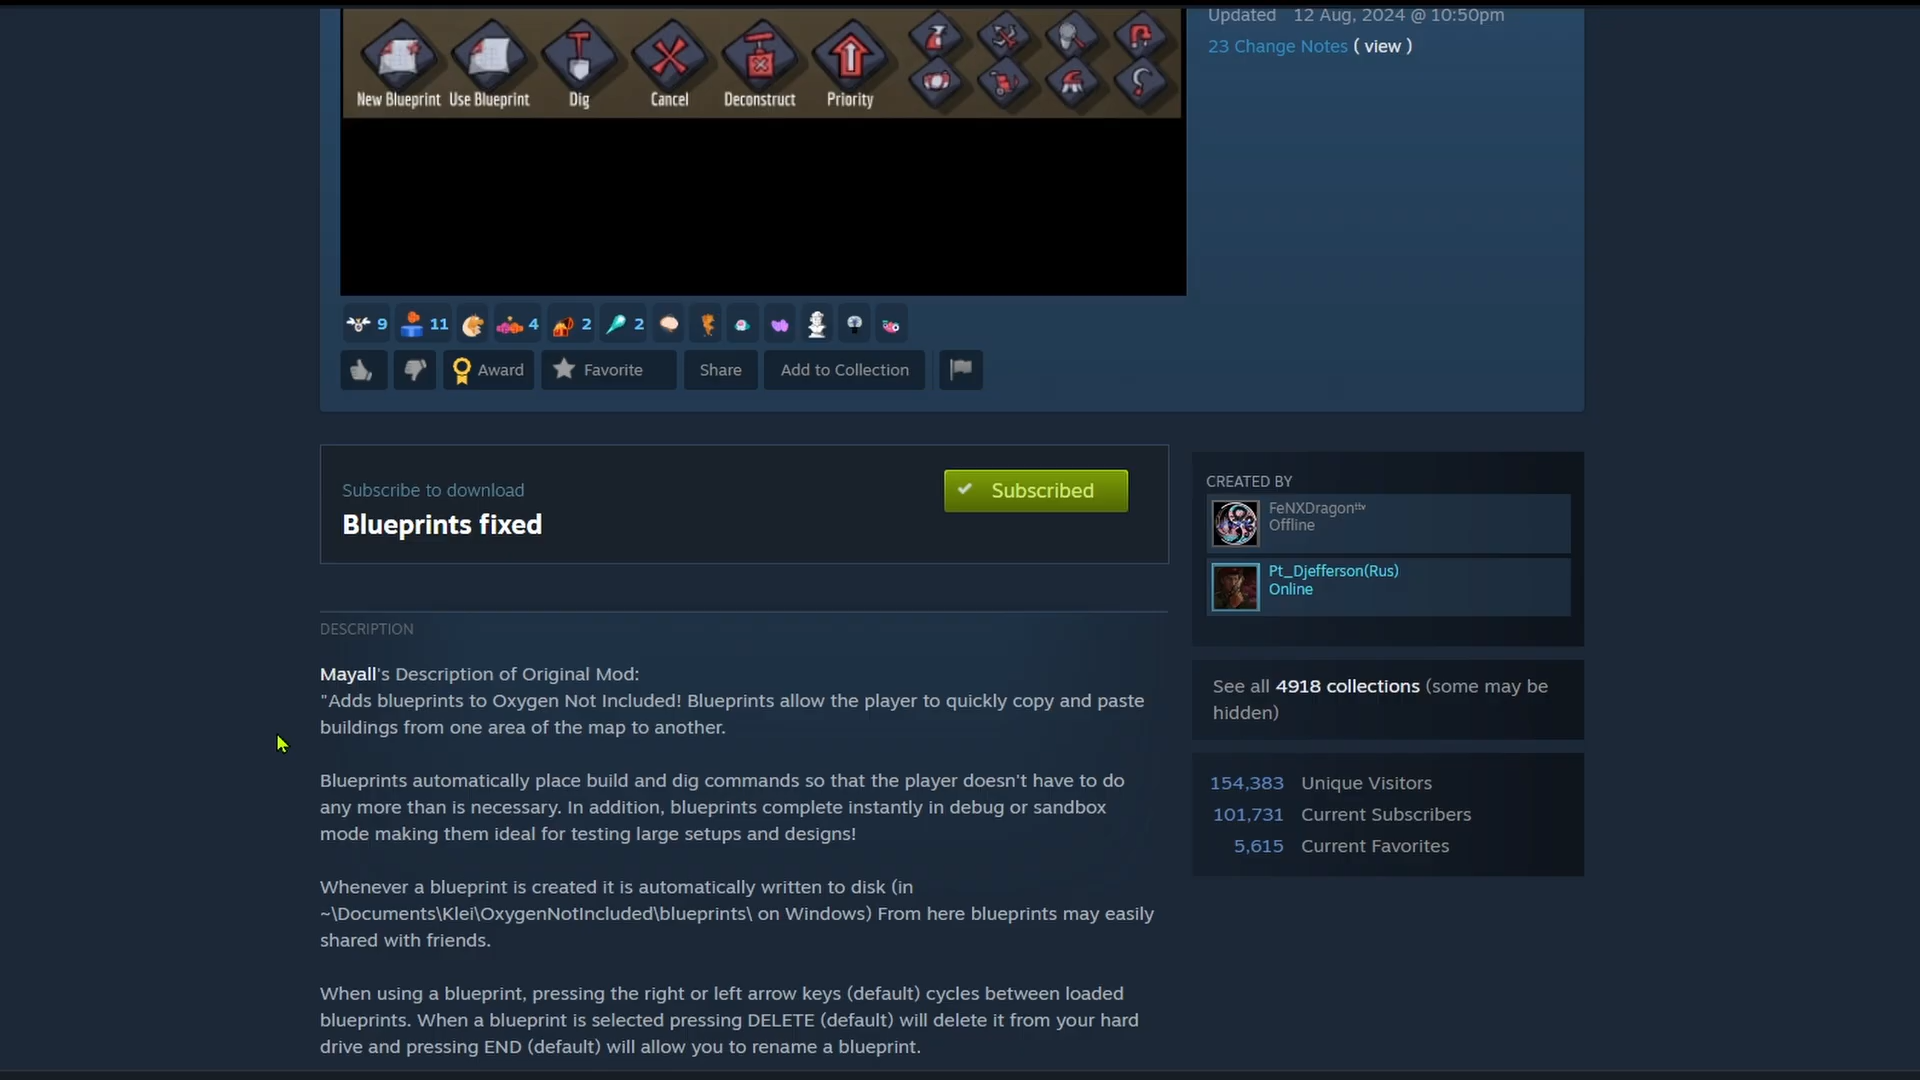 Updated 12 Aug, 2024 @ 10:50pm
23 Change Notes ( view )
New Blueprint Use Blueprint Dig Cancel Deconstruct Priority
9 11 4 2 2
Award Favorite Share Add to Collection
Subscribe to download
Blueprints fixed
Subscribed
DESCRIPTION
Mayall's Description of Original Mod:
"Adds blueprints to Oxygen Not Included! Blueprints allow the player to quickly copy and paste
buildings from one area of the map to another.
Blueprints automatically place build and dig commands so that the player doesn't have to do
any more than is necessary. In addition, blueprints complete instantly in debug or sandbox
mode making them ideal for testing large setups and designs!
Whenever a blueprint is created it is automatically written to disk (in
~\Documents\Klei\OxygenNotIncluded\blueprints\ on Windows) From here blueprints may easily
shared with friends.
When using a blueprint, pressing the right or left arrow keys (default) cycles between loaded
blueprints. When a blueprint is selected pressing DELETE (default) will delete it from your hard
drive and pressing END (default) will allow you to rename a blueprint.
CREATED BY
FeNXDragonᵗᵗᵛ
Offline
Pt_Djefferson(Rus)
Online
See all 4918 collections (some may be
hidden)
154,383 Unique Visitors
101,731 Current Subscribers
5,615 Current Favorites